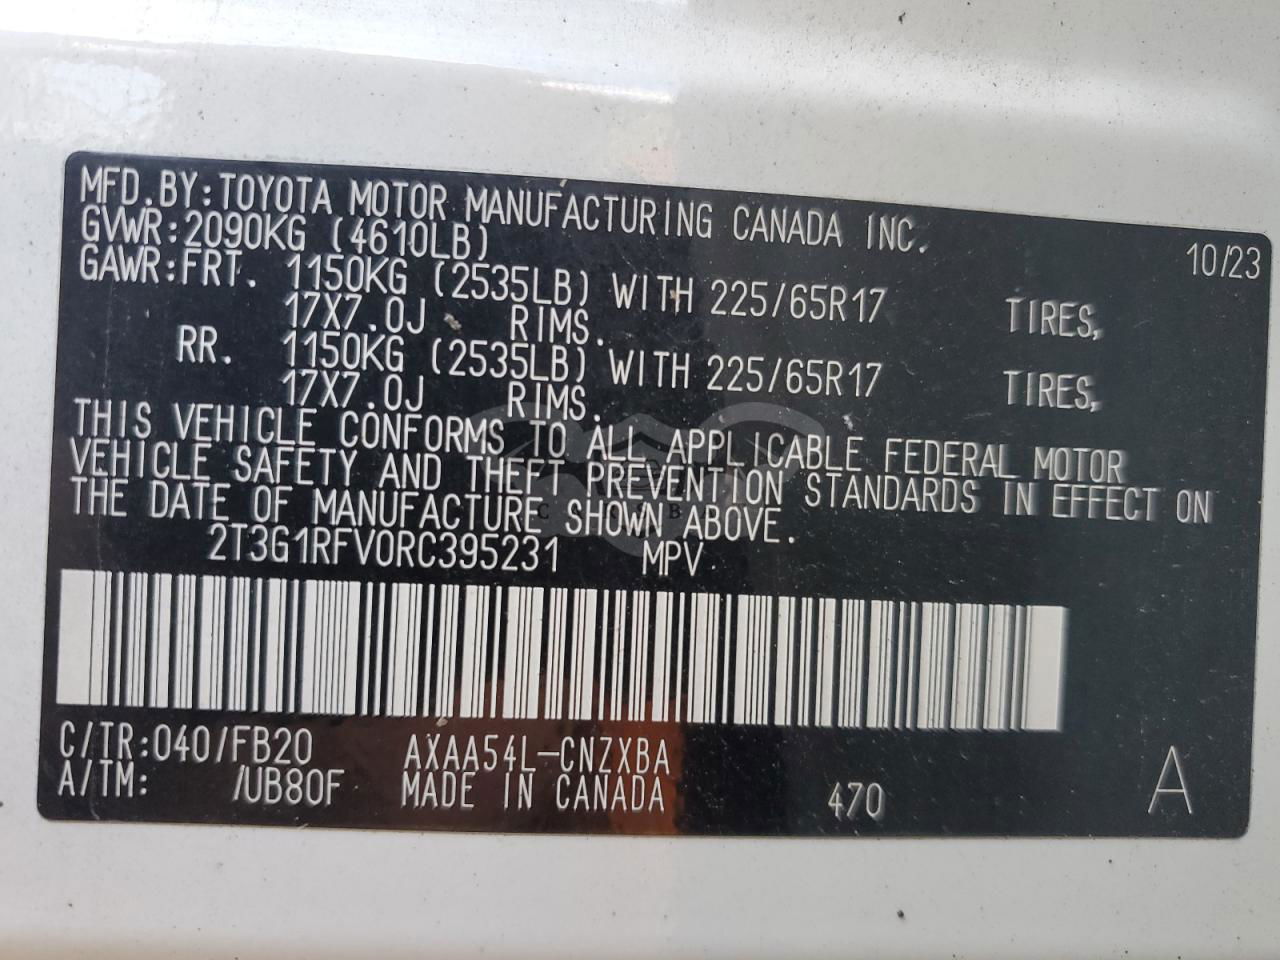 MFD.BY:TOYOTA MOTOR MANUFACTURING CANADA INC. 10/23
GVWR:2090KG (4610LB)
GAWR:FRT. 1150KG (2535LB) WITH 225/65R17 TIRES,
17X7.0J RIMS.
RR. 1150KG (2535LB) WITH 225/65R17 TIRES,
17X7.0J RIMS.
THIS VEHICLE CONFORMS TO ALL APPLICABLE FEDERAL MOTOR
VEHICLE SAFETY AND THEFT PREVENTION STANDARDS IN EFFECT ON
THE DATE OF MANUFACTURE SHOWN ABOVE.
2T3G1RFV0RC395231 MPV
C/TR:040/FB20 AXAA54L-CNZXBA
A/TM: /UB80F MADE IN CANADA 470 A